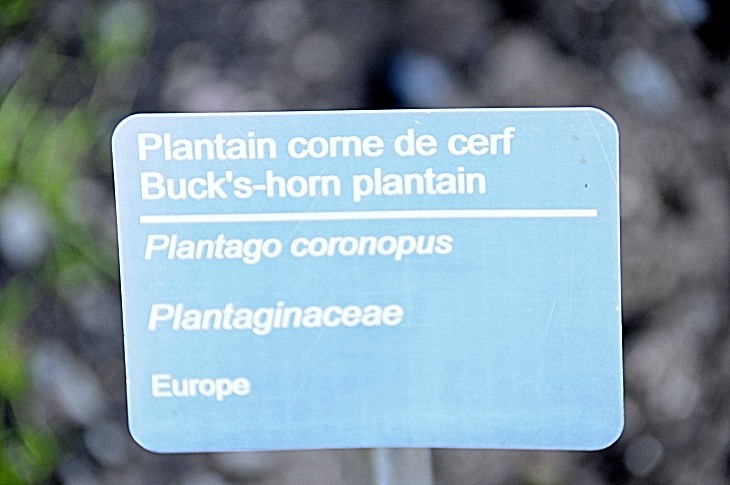 Plantain corne de cerf
Buck's-horn plantain
Plantago coronopus
Plantaginaceae
Europe